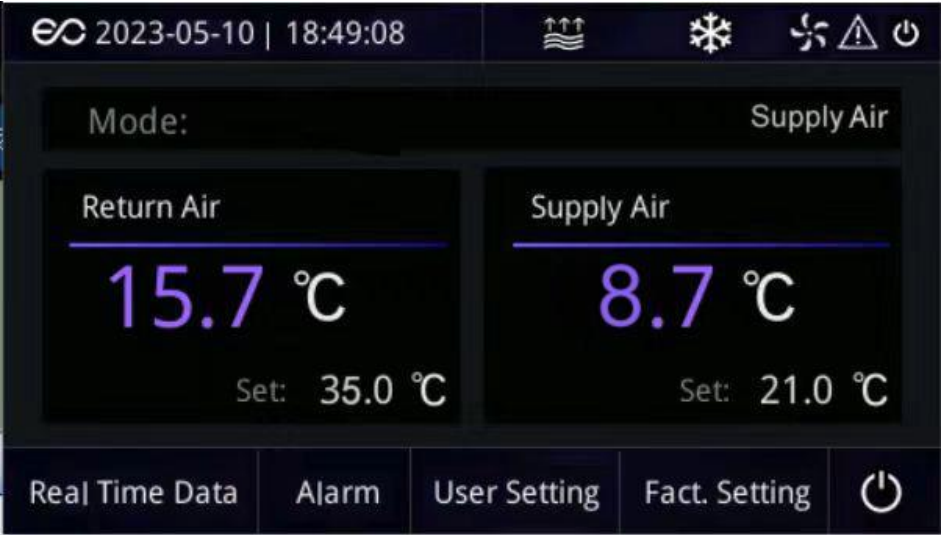 2023-05-10 | 18:49:08
Mode: Supply Air
Return Air
15.7 ℃
Set: 35.0 ℃
Supply Air
8.7 ℃
Set: 21.0 ℃
Real Time Data Alarm User Setting Fact. Setting